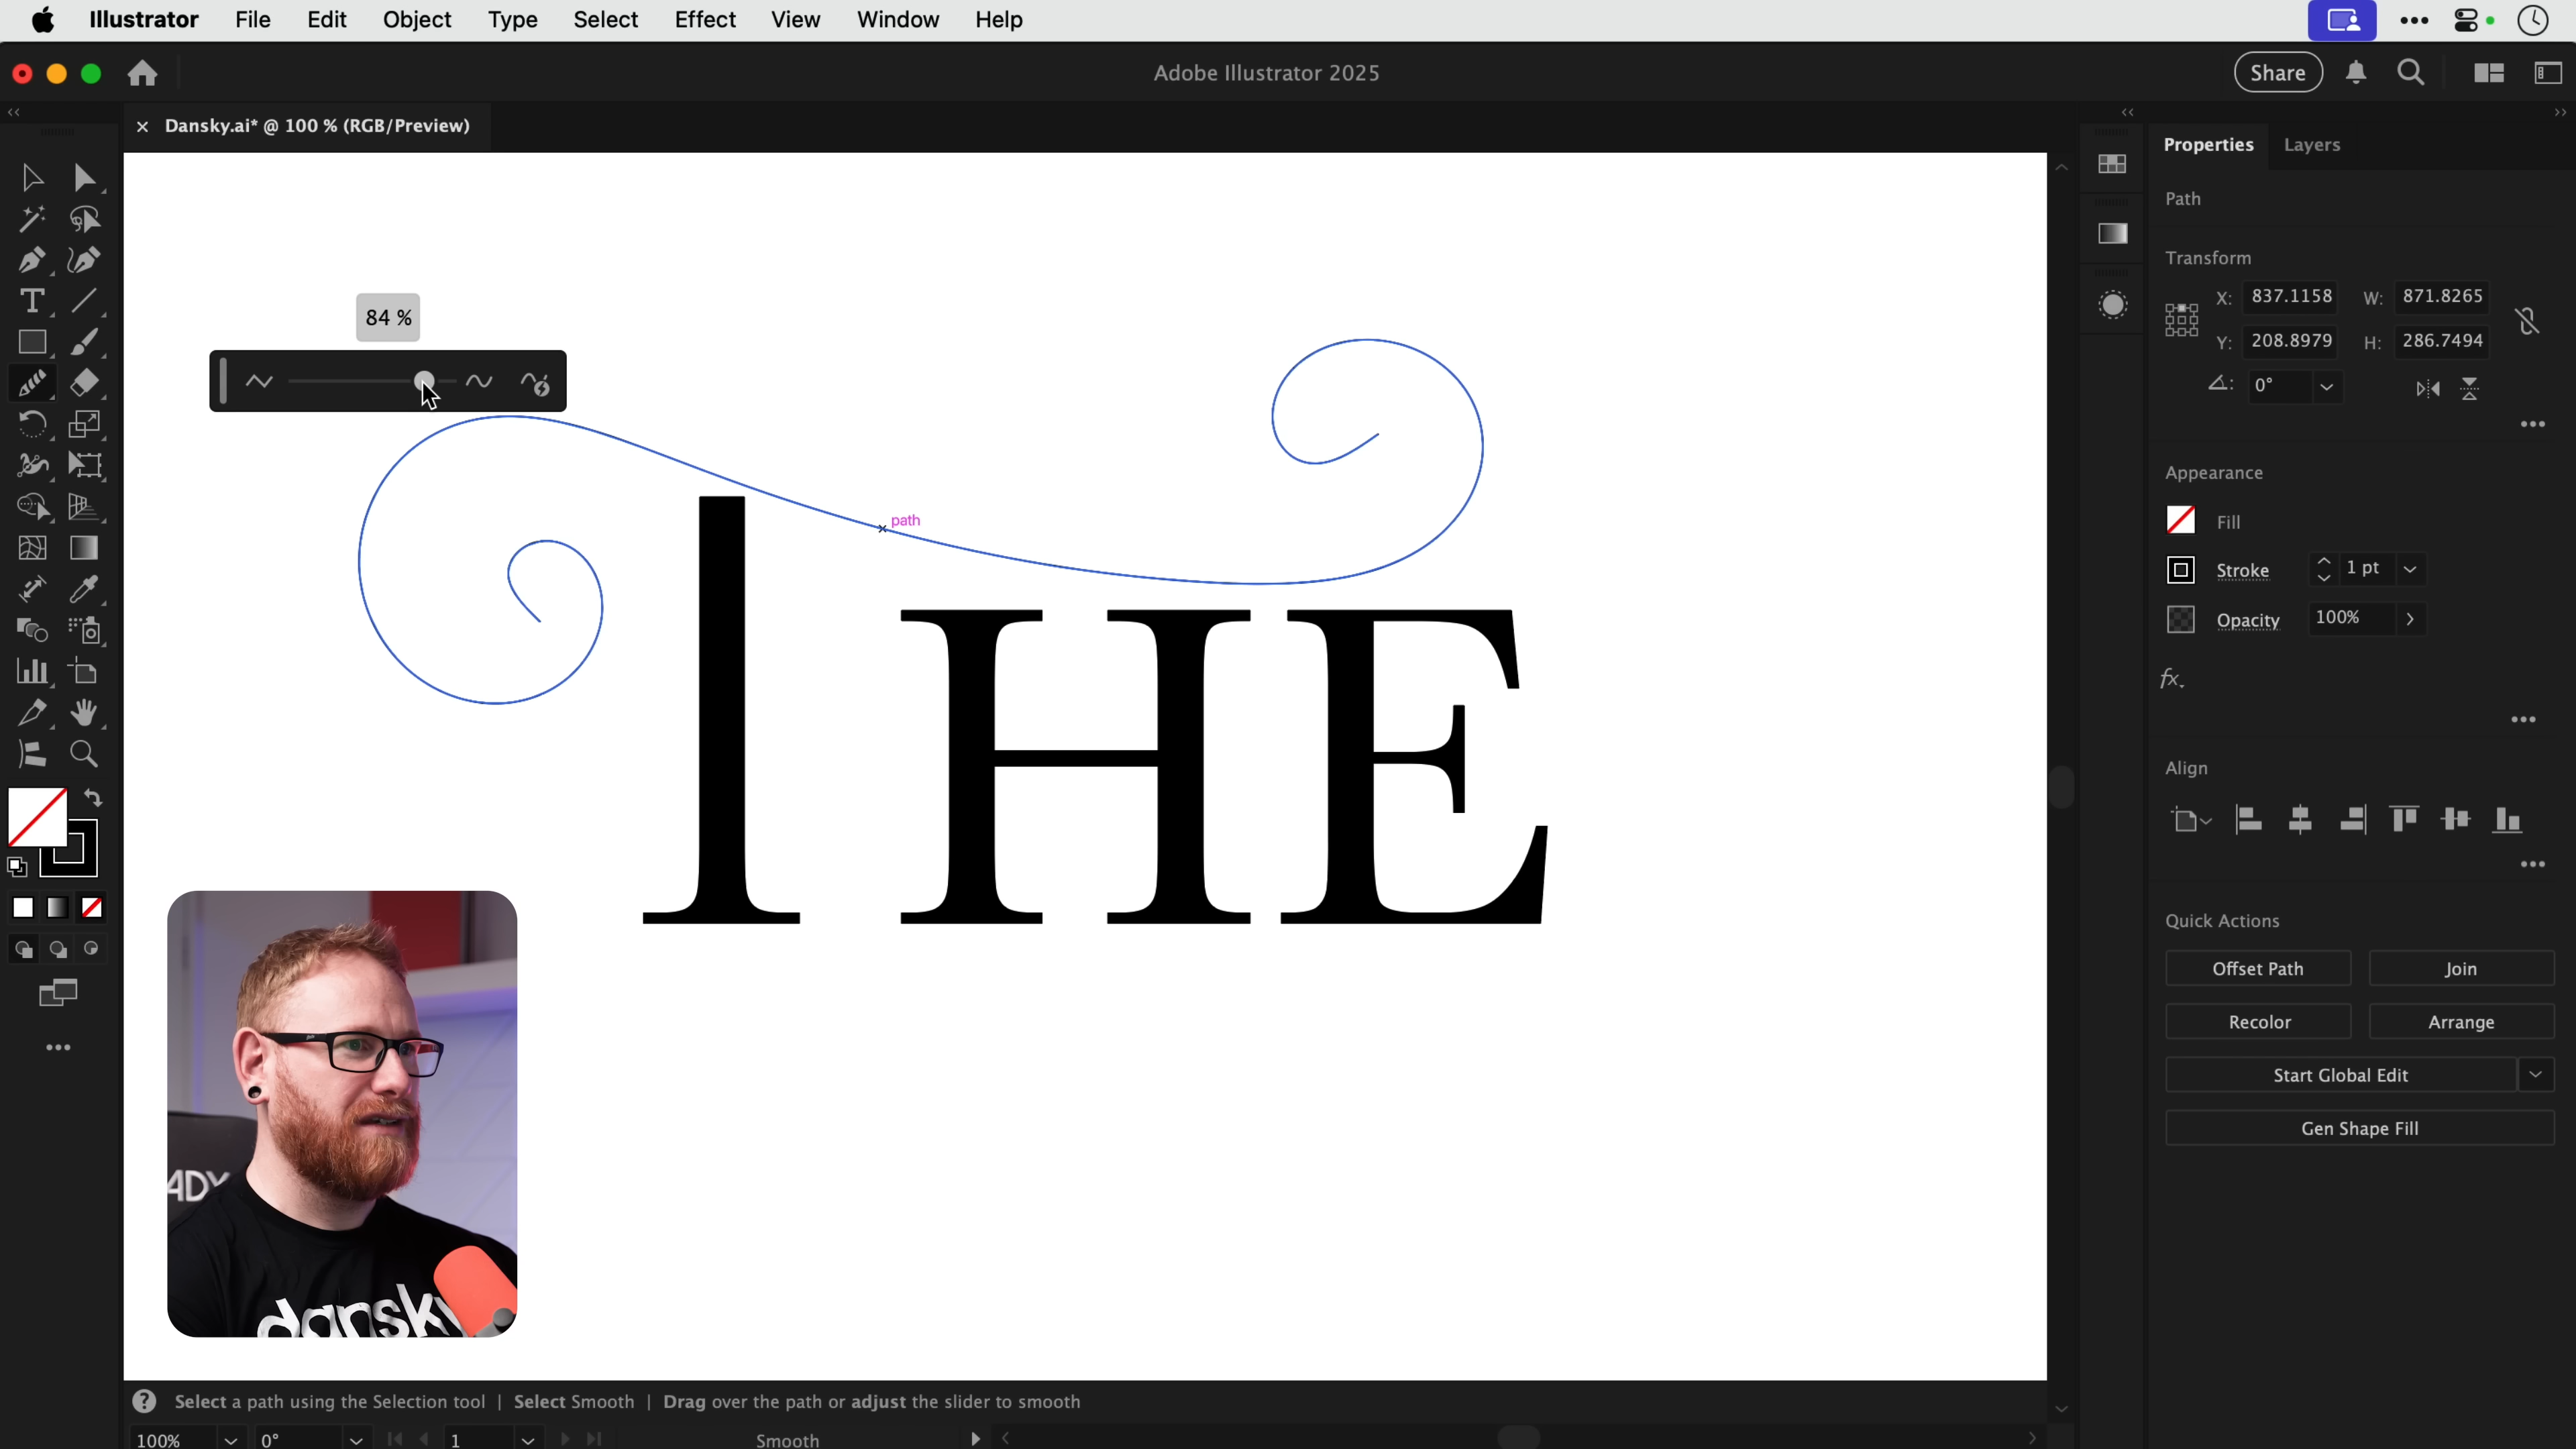 Illustrator File Edit Object Type Select Effect View Window Help
Adobe Illustrator 2025
Share
Dansky.ai* @ 100 % (RGB/Preview)
Properties Layers
Path
Transform
X: 837.1158 W: 871.8265
Y: 208.8979 H: 286.7494
0°
84 %
Appearance
Fill
path
Stroke 1 pt
Opacity 100%
fx.
HE
Align
Quick Actions
Offset Path Join
Recolor Arrange
Start Global Edit
Gen Shape Fill
ADY
dansky
Select a path using the Selection tool | Select Smooth | Drag over the path or adjust the slider to smooth
100% 0° 1 Smooth